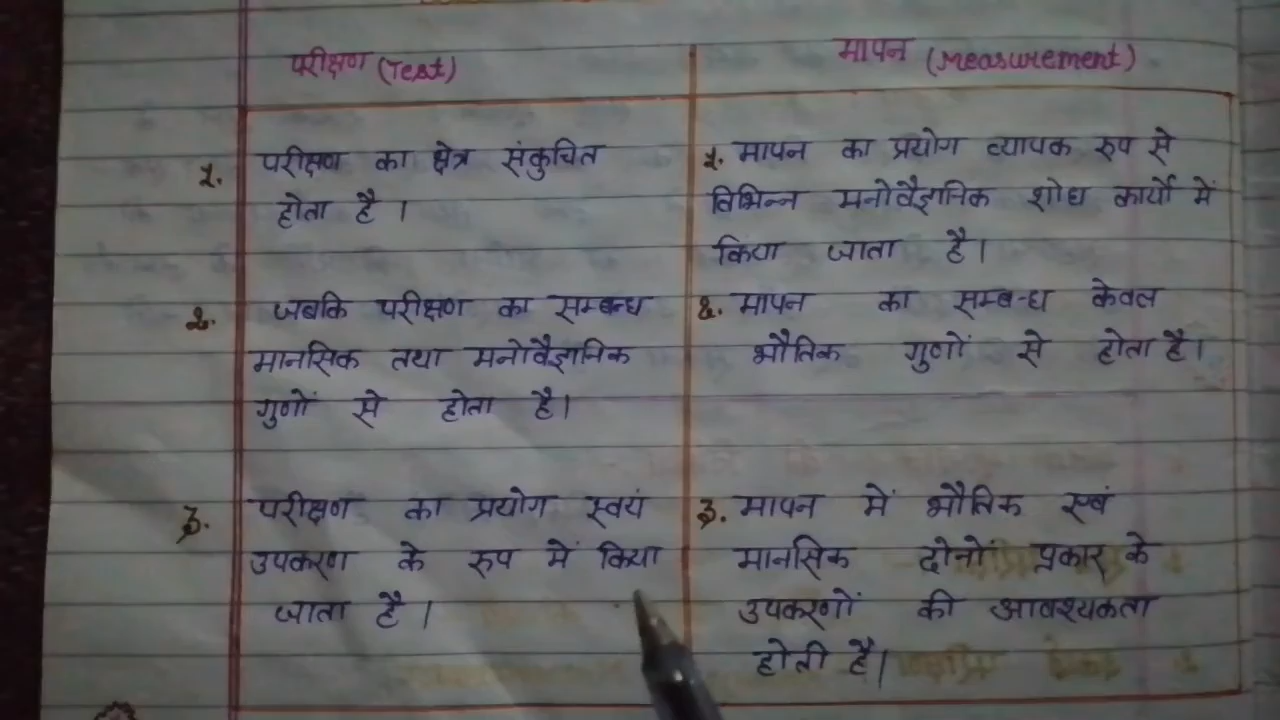 परीक्षण (Test)
मापन (Measurement)
1. परीक्षण का क्षेत्र संकुचित
होता है ।
1. मापन का प्रयोग व्यापक रुप से
विभिन्न मनोवैज्ञानिक शोध कार्यों में
किया जाता है।
2. जबकि परीक्षण का सम्बन्ध
मानसिक तथा मनोवैज्ञानिक
गुणों से होता है।
2. मापन का सम्बन्ध केवल
भौतिक गुणों से होता है।
3. परीक्षण का प्रयोग स्वयं
उपकरण के रुप में किया
जाता है ।
3. मापन में भौतिक एवं
मानसिक दोनों प्रकार के
उपकरणों की आवश्यकता
होती है।